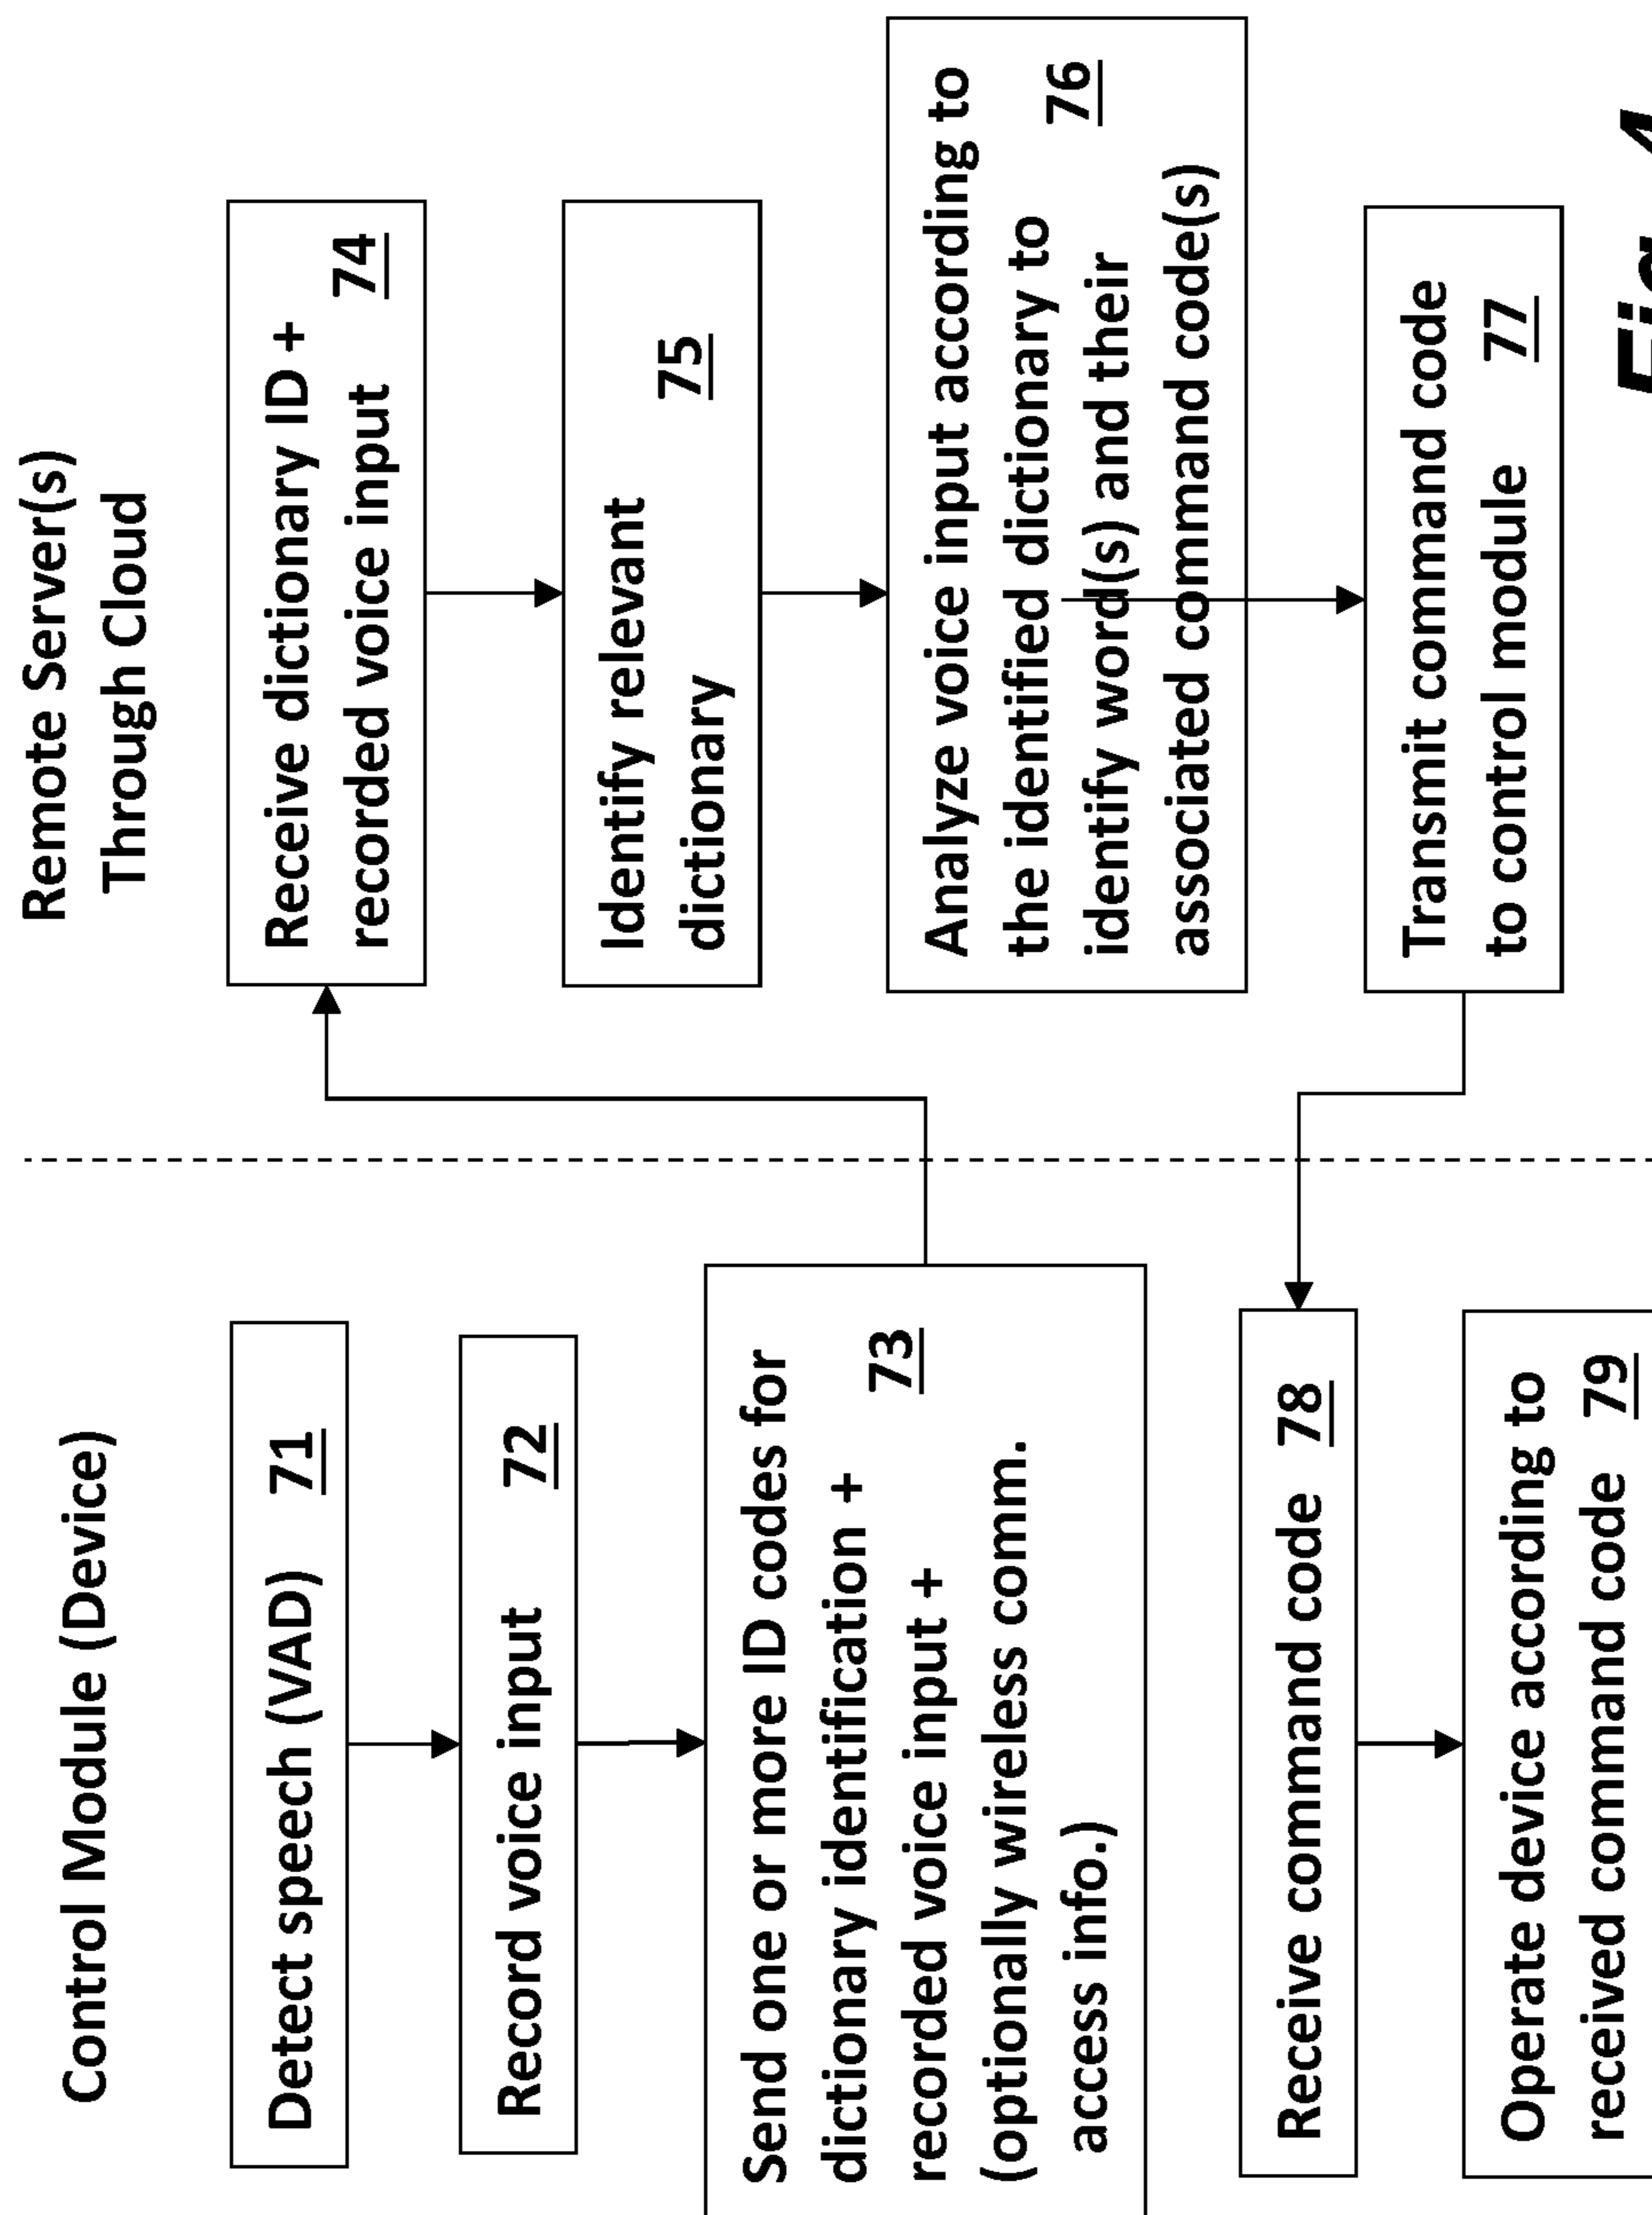 Control Module (Device)
Detect speech (VAD) 71
Record voice input 72
Send one or more ID codes for
dictionary identification + 73
recorded voice input +
(optionally wireless comm.
access info.)
Receive command code 78
Operate device according to
received command code 79
Remote Server(s)
Through Cloud
Receive dictionary ID +
recorded voice input 74
Identify relevant
dictionary 75
Analyze voice input according to
the identified dictionary to 76
identify word(s) and their
associated command code(s)
Transmit command code
to control module 77
Fig. 4